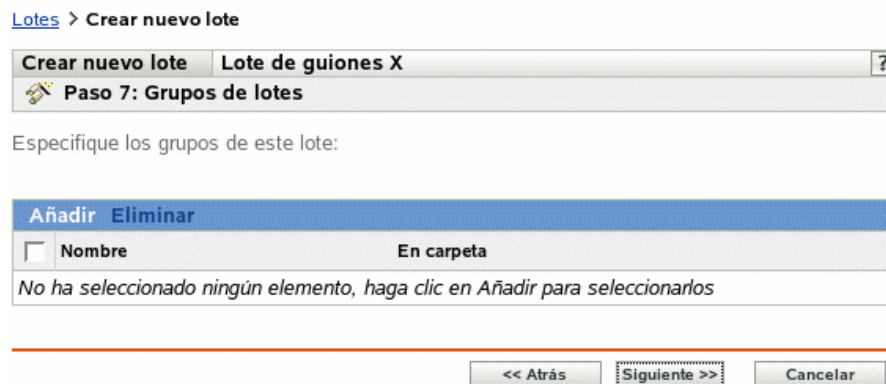 Lotes > Crear nuevo lote
Crear nuevo lote Lote de guiones X ?
Paso 7: Grupos de lotes
Especifique los grupos de este lote:
Añadir Eliminar
Nombre En carpeta
No ha seleccionado ningún elemento, haga clic en Añadir para seleccionarlos
<< Atrás Siguiente >> Cancelar